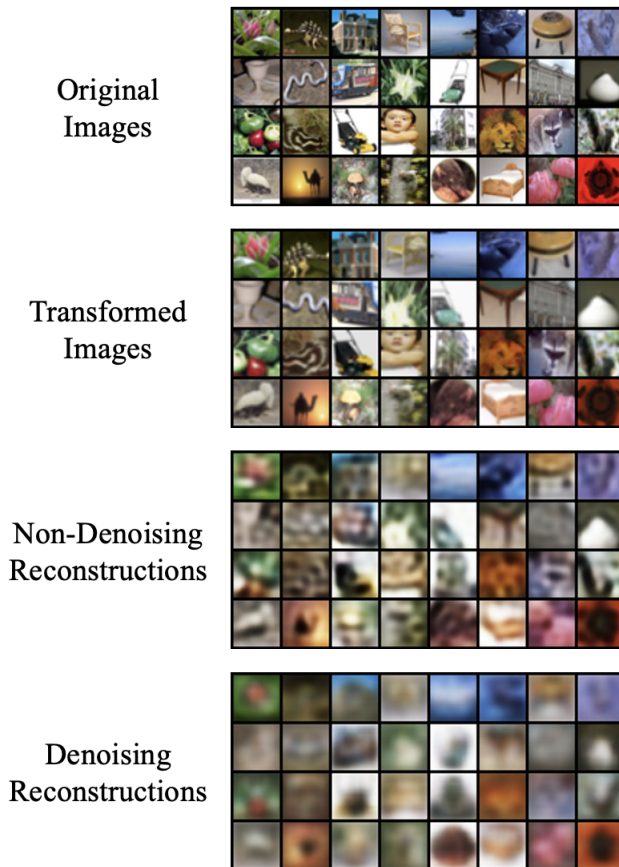 Original
Images
Transformed
Images
Non-Denoising
Reconstructions
Denoising
Reconstructions